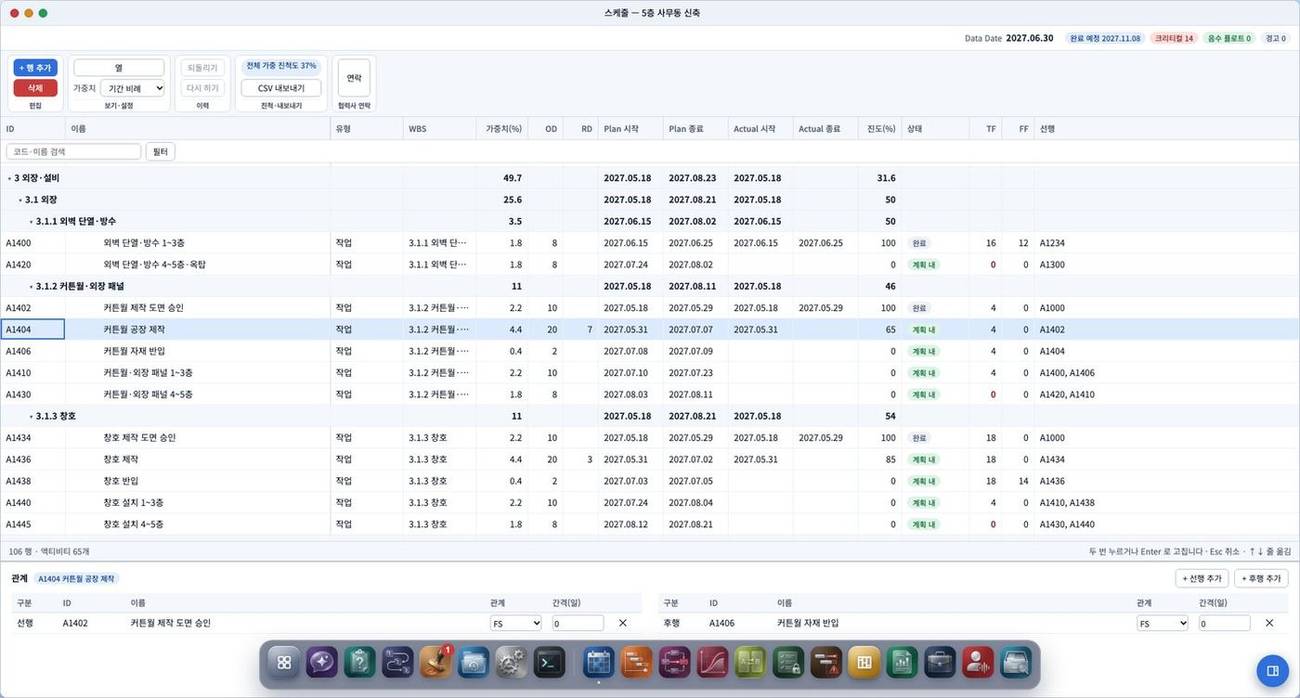 스케줄 — 5층 사무동 신축
Data Date 2027.06.30 완료 예정 2027.11.08 크리티컬 14 음수 플로트 0 경고 0
+ 행 추가 열 되돌리기 전체 가중 진척도 37% 연락
삭제 가중치 기간 비례 다시 하기 CSV 내보내기
편집 보기·설정 이력 진척·내보내기 협력사 연락
ID 이름 유형 WBS 가중치(%) OD RD Plan 시작 Plan 종료 Actual 시작 Actual 종료 진도(%) 상태 TF FF 선행
코드·이름 검색 필터
3 외장·설비 49.7 2027.05.18 2027.08.23 2027.05.18 31.6
3.1 외장 25.6 2027.05.18 2027.08.21 2027.05.18 50
3.1.1 외벽 단열·방수 3.5 2027.06.15 2027.08.02 2027.06.15 50
A1400 외벽 단열·방수 1~3층 작업 3.1.1 외벽 단… 1.8 8 2027.06.15 2027.06.25 2027.06.15 2027.06.25 100 완료 16 12 A1234
A1420 외벽 단열·방수 4~5층·옥탑 작업 3.1.1 외벽 단… 1.8 8 2027.07.24 2027.08.02 0 계획 내 0 0 A1300
3.1.2 커튼월·외장 패널 11 2027.05.18 2027.08.11 2027.05.18 46
A1402 커튼월 제작 도면 승인 작업 3.1.2 커튼월·… 2.2 10 2027.05.18 2027.05.29 2027.05.18 2027.05.29 100 완료 4 0 A1000
A1404 커튼월 공장 제작 작업 3.1.2 커튼월·… 4.4 20 7 2027.05.31 2027.07.07 2027.05.31 65 계획 내 4 0 A1402
A1406 커튼월 자재 반입 작업 3.1.2 커튼월·… 0.4 2 2027.07.08 2027.07.09 0 계획 내 4 0 A1404
A1410 커튼월·외장 패널 1~3층 작업 3.1.2 커튼월·… 2.2 10 2027.07.10 2027.07.23 0 계획 내 4 0 A1400, A1406
A1430 커튼월·외장 패널 4~5층 작업 3.1.2 커튼월·… 1.8 8 2027.08.03 2027.08.11 0 계획 내 0 0 A1420, A1410
3.1.3 창호 11 2027.05.18 2027.08.21 2027.05.18 54
A1434 창호 제작 도면 승인 작업 3.1.3 창호 2.2 10 2027.05.18 2027.05.29 2027.05.18 2027.05.29 100 완료 18 0 A1000
A1436 창호 제작 작업 3.1.3 창호 4.4 20 3 2027.05.31 2027.07.02 2027.05.31 85 계획 내 18 0 A1434
A1438 창호 반입 작업 3.1.3 창호 0.4 2 2027.07.03 2027.07.05 0 계획 내 18 14 A1436
A1440 창호 설치 1~3층 작업 3.1.3 창호 2.2 10 2027.07.24 2027.08.04 0 계획 내 4 0 A1410, A1438
A1445 창호 설치 4~5층 작업 3.1.3 창호 1.8 8 2027.08.12 2027.08.21 0 계획 내 0 0 A1430, A1440
106 행 · 액티비티 65개 두 번 누르거나 Enter 로 고칩니다 · Esc 취소 · ↑ ↓ 줄 옮김
관계 A1404 커튼월 공장 제작 + 선행 추가 + 후행 추가
구분 ID 이름 관계 간격(일) 구분 ID 이름 관계 간격(일)
선행 A1402 커튼월 제작 도면 승인 FS 0 후행 A1406 커튼월 자재 반입 FS 0
1